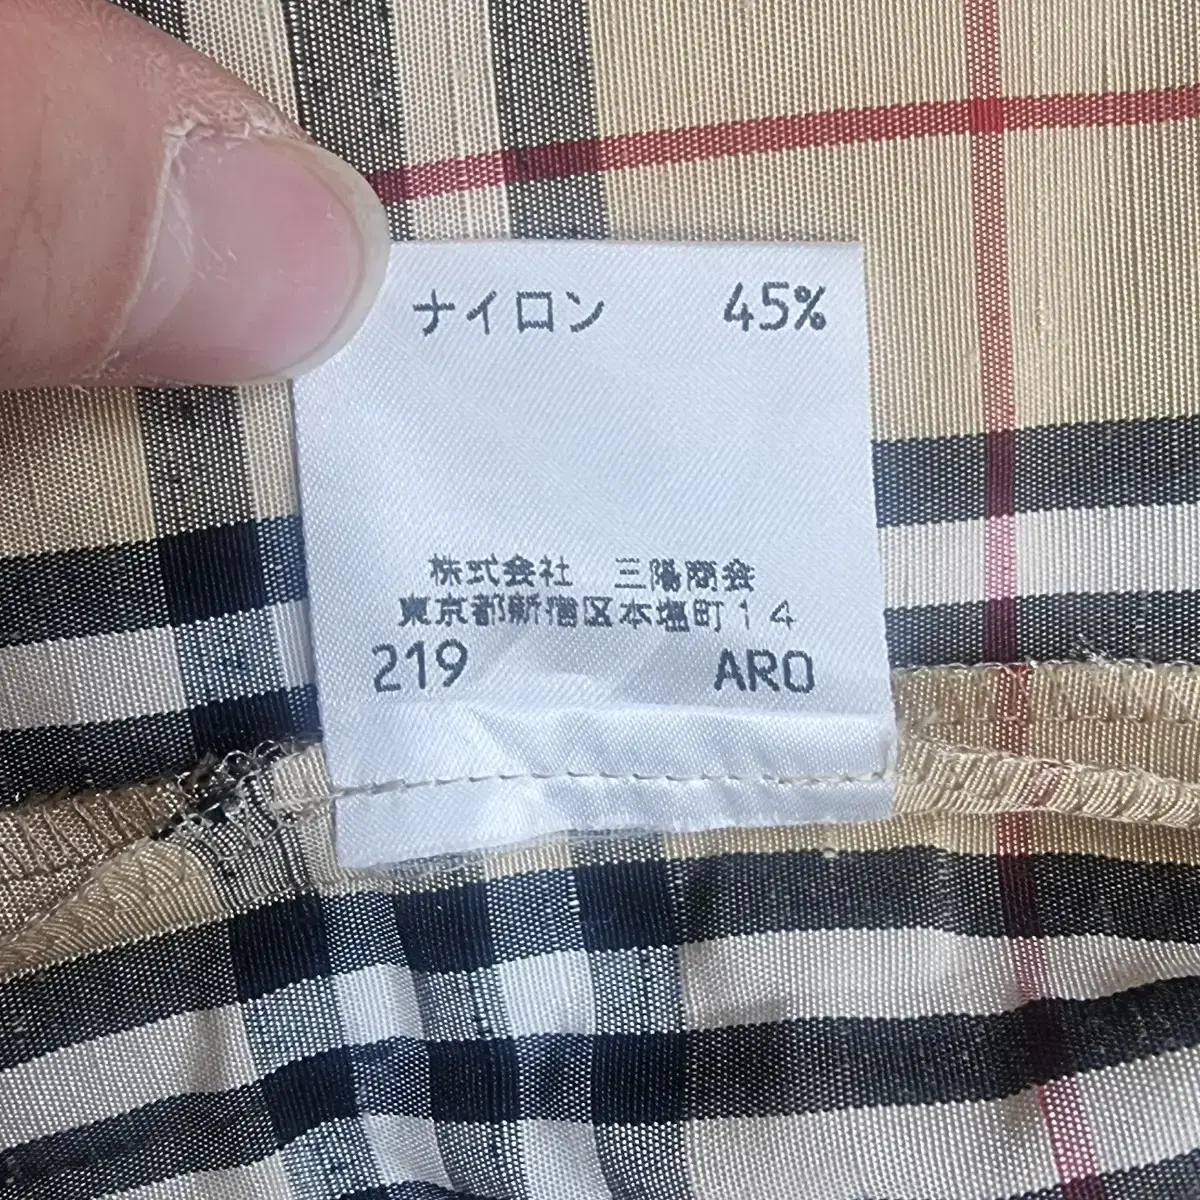 ナイロン 45%
株式会社 三陽商会
東京都新宿区本塩町14
219 ARO